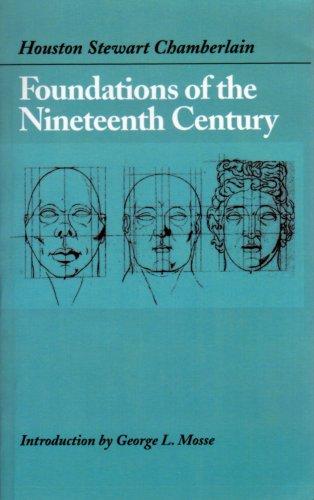 Houston Stewart Chamberlain
Foundations of the
Nineteenth Century
Introduction by George L. Mosse